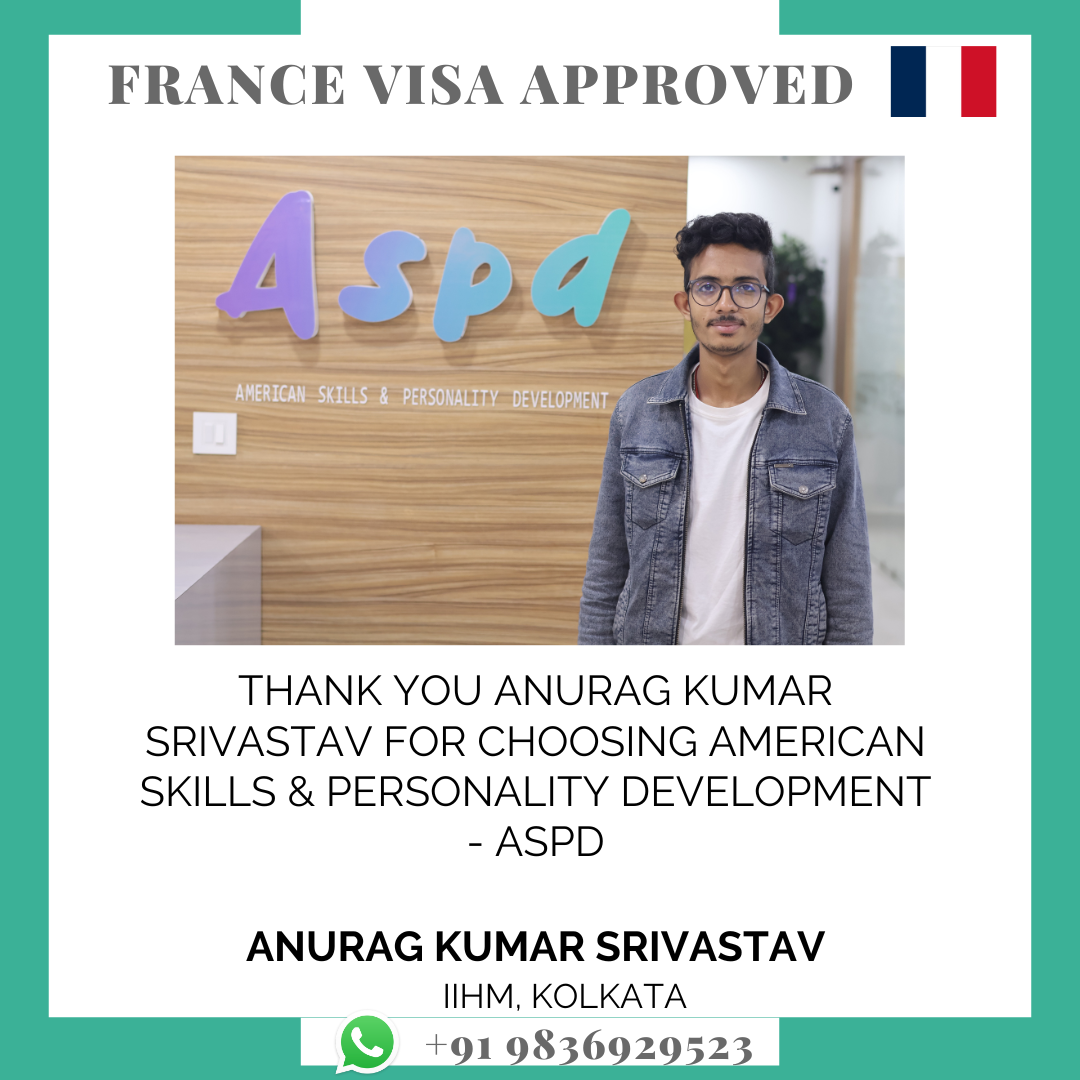 FRANCE VISA APPROVED
Aspd
AMERICAN SKILLS & PERSONALITY DEVELOPMENT
THANK YOU ANURAG KUMAR
SRIVASTAV FOR CHOOSING AMERICAN
SKILLS & PERSONALITY DEVELOPMENT
- ASPD
ANURAG KUMAR SRIVASTAV
IIHM, KOLKATA
+91 9836929523